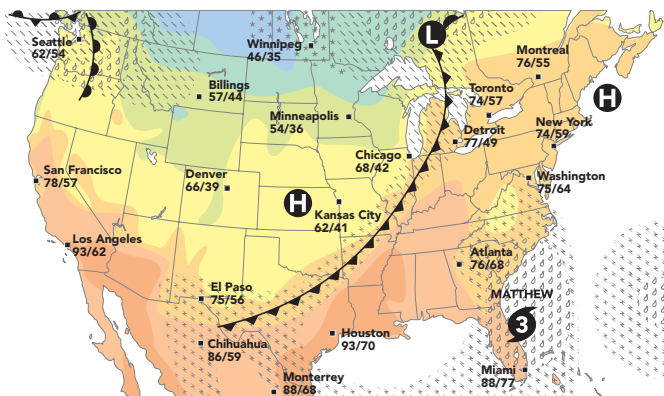 Seattle
62/54
Winnipeg
46/35
L
Montreal
76/55
Billings
57/44
Toronto
74/57
H
Minneapolis
54/36
New York
74/59
Detroit
77/49
Chicago
68/42
San Francisco
78/57
Denver
66/39
Washington
75/64
H
Kansas City
62/41
Los Angeles
93/62
Atlanta
76/68
El Paso
75/56
MATTHEW
3
Houston
93/70
Chihuahua
86/59
Miami
88/77
Monterrey
88/68